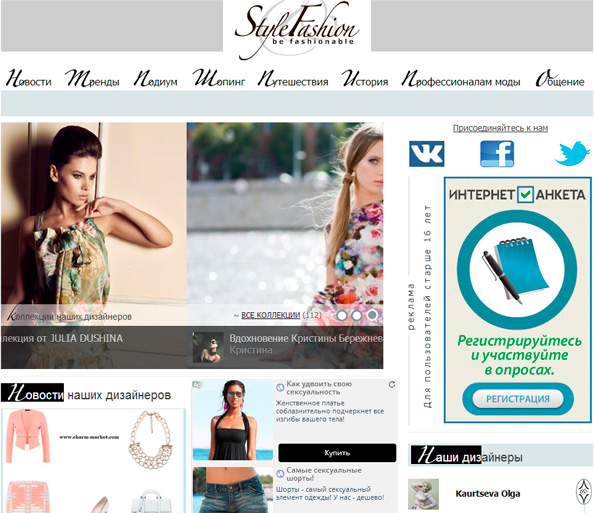 StyleFashion
be fashionable
Новости Тренды Подиум Шопинг Путешествия История Профессионалам моды Общение
Присоединяйтесь к нам
Коллекции наших дизайнеров
~ ВСЕ КОЛЛЕКЦИИ (112)
лекция от JULIA DUSHINA
Вдохновение Кристины Бережнев
Кристина
реклама
Для пользователей старше 16 лет
ИНТЕРНЕТ АНКЕТА
Регистрируйтесь
и участвуйте
в опросах.
РЕГИСТРАЦИЯ
Новости наших дизайнеров
www.charm-market.com
Как удвоить свою
сексуальность
Женственное платье
соблазнительно подчеркнет все
изгибы вашего тела!
Купить
Самые сексуальные
шорты!
Шорты - самый сексуальный
элемент одежды! У нас - дешево!
Наши дизайнеры
Kaurtseva Olga